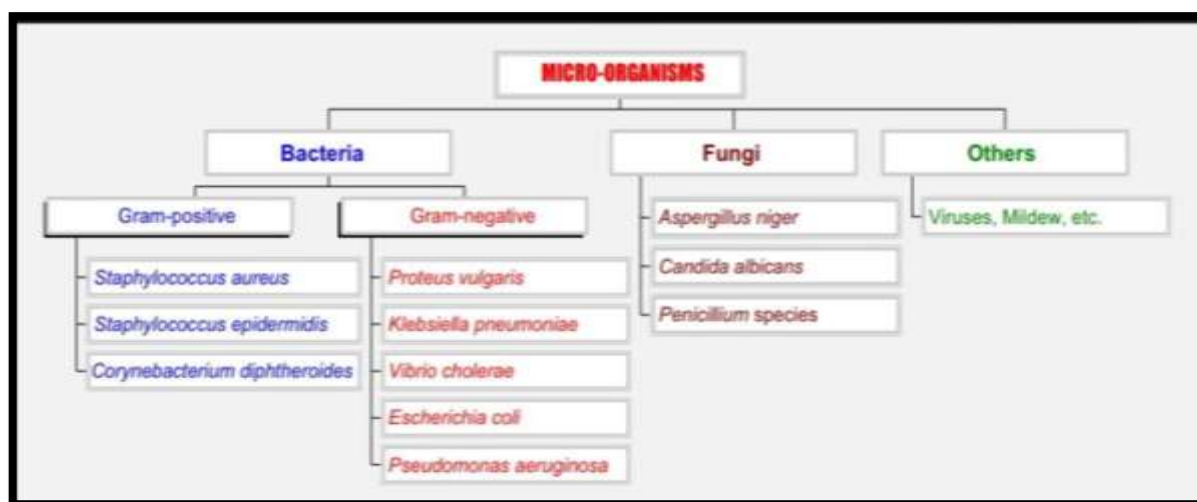 MICRO-ORGANISMS
Bacteria
Fungi
Others
Gram-positive
Gram-negative
Staphylococcus aureus
Staphylococcus epidermidis
Corynebacterium diphtheroides
Proteus vulgaris
Klebsiella pneumoniae
Vibrio cholerae
Escherichia coli
Pseudomonas aeruginosa
Aspergillus niger
Candida albicans
Penicillium species
Viruses, Mildew, etc.